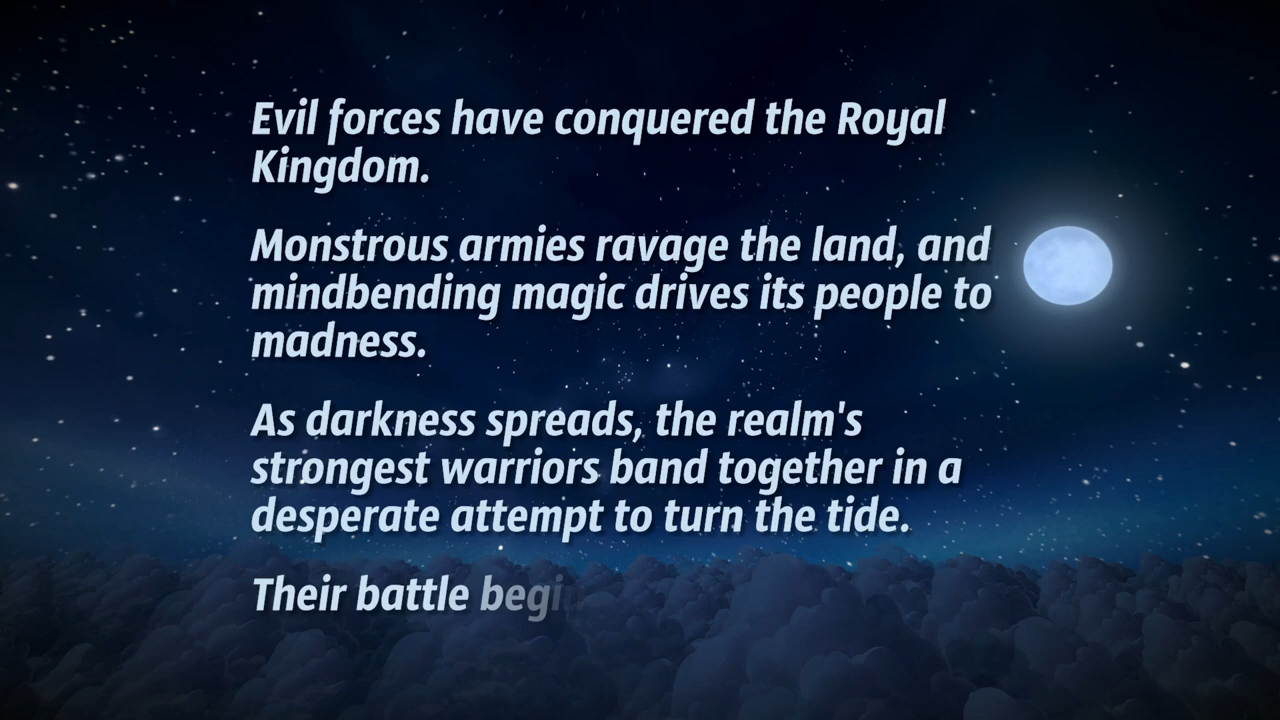 Evil forces have conquered the Royal
Kingdom.
Monstrous armies ravage the land, and
mindbending magic drives its people to
madness.
As darkness spreads, the realm's
strongest warriors band together in a
desperate attempt to turn the tide.
Their battle begi